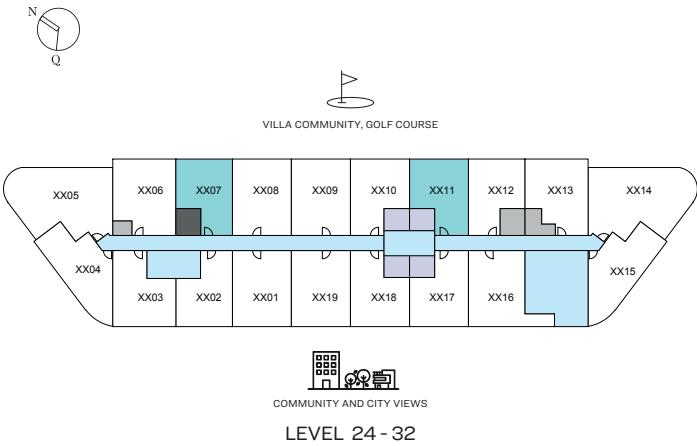 N
Q
VILLA COMMUNITY, GOLF COURSE
XX05
XX06
XX07
XX08
XX09
XX10
XX11
XX12
XX13
XX14
XX04
XX03
XX02
XX01
XX19
XX18
XX17
XX16
XX15
COMMUNITY AND CITY VIEWS
LEVEL 24 - 32